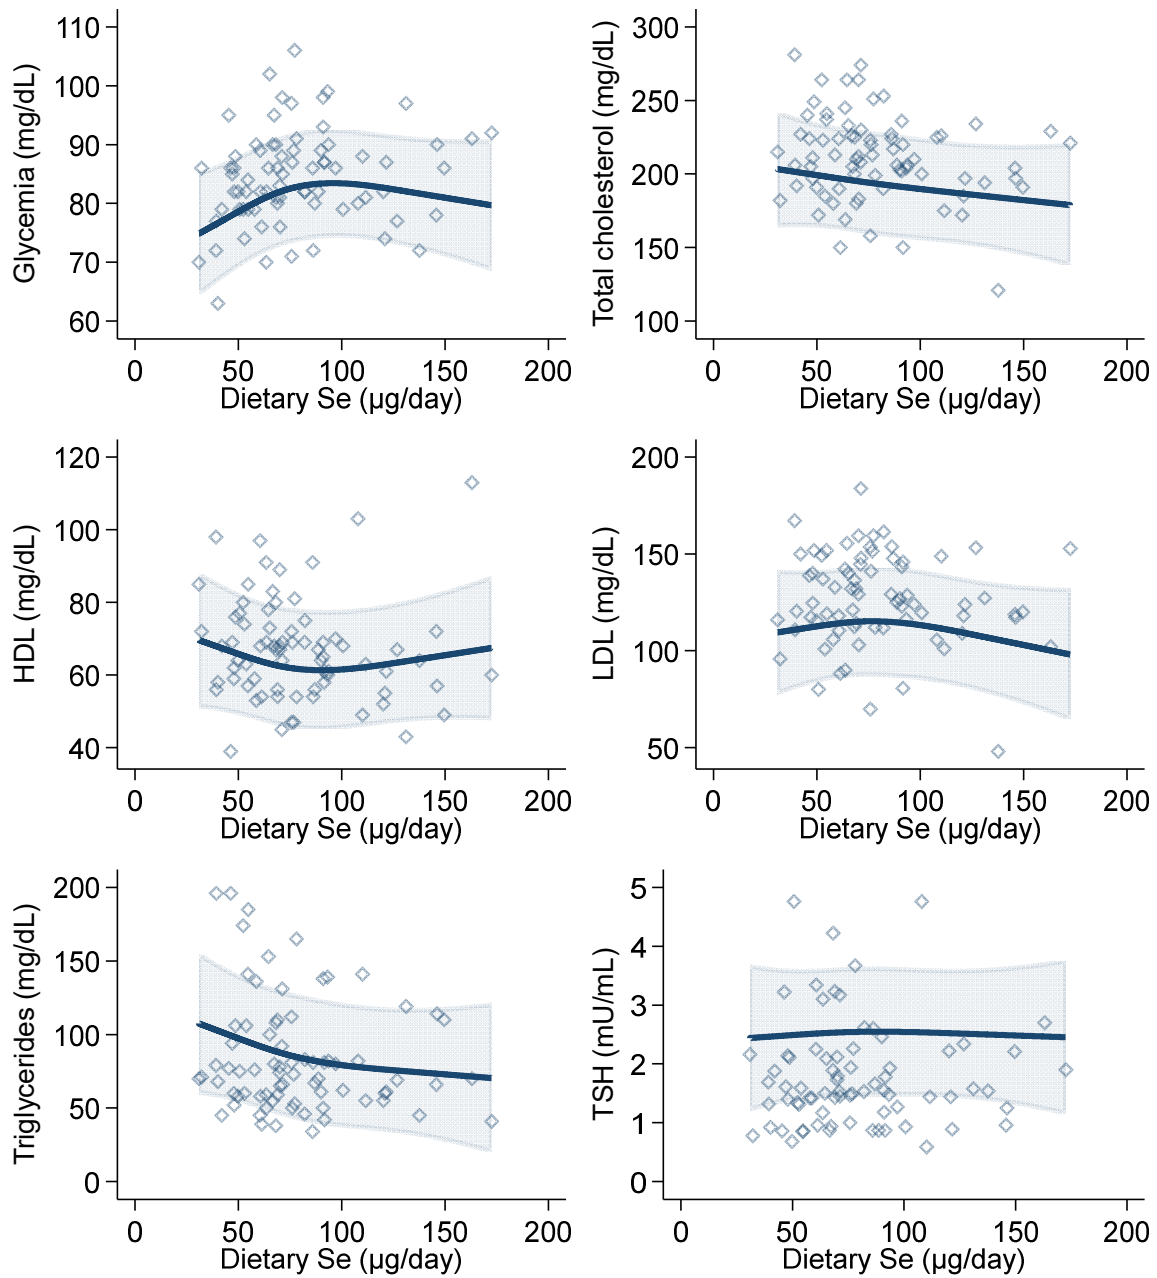 Glycemia (mg/dL)
110
100
90
80
70
60
0 50 100 150 200
Dietary Se (µg/day)
Total cholesterol (mg/dL)
300
250
200
150
100
0 50 100 150 200
Dietary Se (µg/day)
HDL (mg/dL)
120
100
80
60
40
0 50 100 150 200
Dietary Se (µg/day)
LDL (mg/dL)
200
150
100
50
0 50 100 150 200
Dietary Se (µg/day)
Triglycerides (mg/dL)
200
150
100
50
0
0 50 100 150 200
Dietary Se (µg/day)
TSH (mU/mL)
5
4
3
2
1
0
0 50 100 150 200
Dietary Se (µg/day)